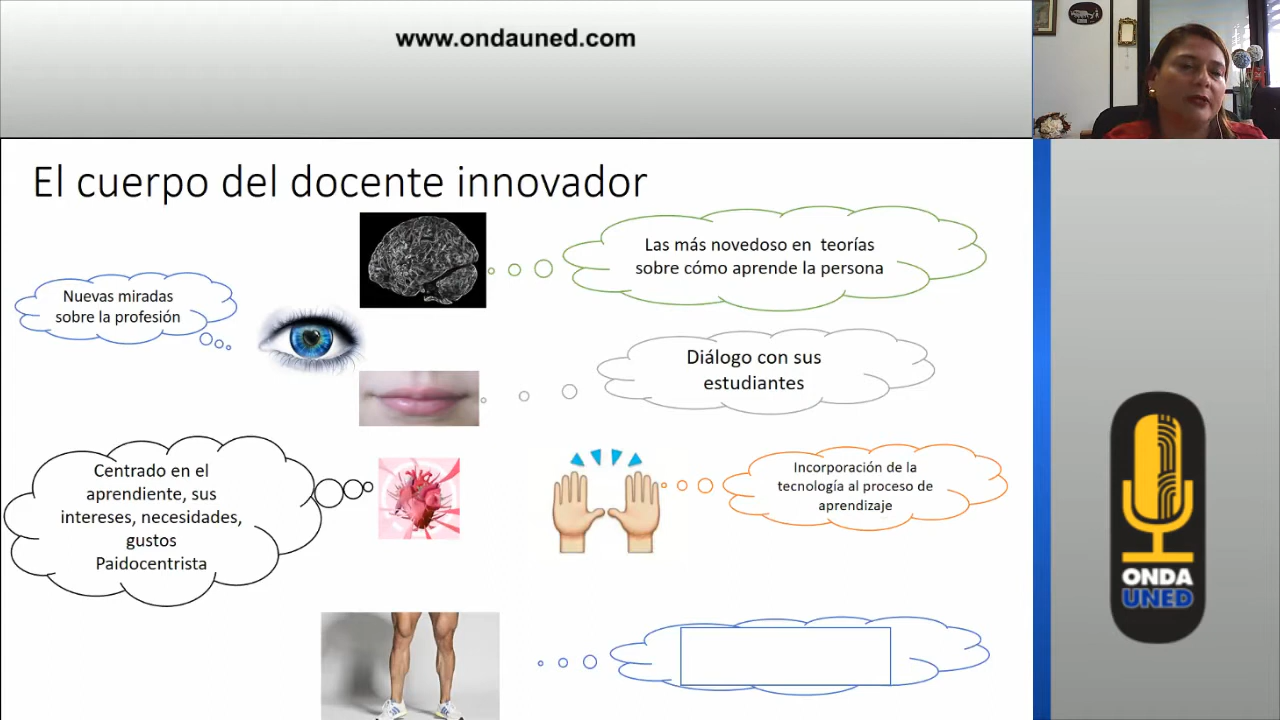 www.ondauned.com
El cuerpo del docente innovador
Las más novedoso en teorías
sobre cómo aprende la persona
Nuevas miradas
sobre la profesión
Diálogo con sus
estudiantes
Centrado en el
aprendiente, sus
intereses, necesidades,
gustos
Paidocentrista
Incorporación de la
tecnología al proceso de
aprendizaje
ONDA
UNED